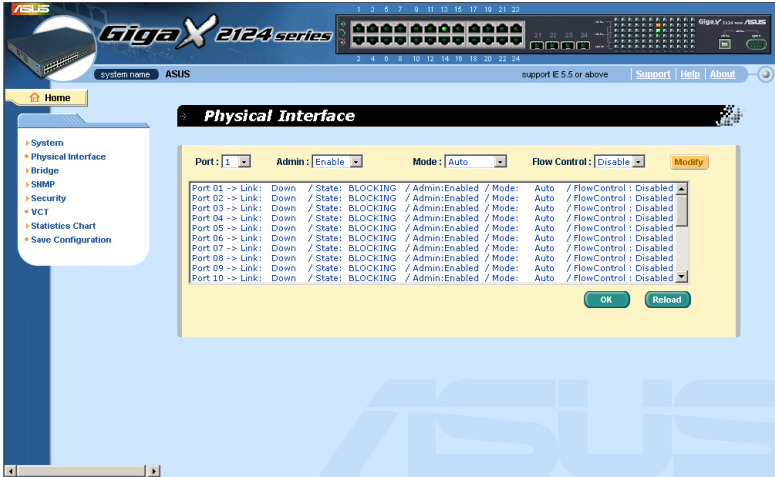 ASUS
GigaX 2124 series
1 3 5 7 9 11 13 15 17 19 21 23
21 22 23 24
2 4 6 8 10 12 14 16 18 20 22 24
system name ASUS
support IE 5.5 or above Support Help About
Home
System
Physical Interface
Bridge
SNMP
Security
VCT
Statistics Chart
Save Configuration
Physical Interface
Port : 1 Admin : Enable Mode : Auto Flow Control : Disable Modify
Port 01 -> Link: Down / State: BLOCKING / Admin:Enabled / Mode: Auto / FlowControl : Disabled
Port 02 -> Link: Down / State: BLOCKING / Admin:Enabled / Mode: Auto / FlowControl : Disabled
Port 03 -> Link: Down / State: BLOCKING / Admin:Enabled / Mode: Auto / FlowControl : Disabled
Port 04 -> Link: Down / State: BLOCKING / Admin:Enabled / Mode: Auto / FlowControl : Disabled
Port 05 -> Link: Down / State: BLOCKING / Admin:Enabled / Mode: Auto / FlowControl : Disabled
Port 06 -> Link: Down / State: BLOCKING / Admin:Enabled / Mode: Auto / FlowControl : Disabled
Port 07 -> Link: Down / State: BLOCKING / Admin:Enabled / Mode: Auto / FlowControl : Disabled
Port 08 -> Link: Down / State: BLOCKING / Admin:Enabled / Mode: Auto / FlowControl : Disabled
Port 09 -> Link: Down / State: BLOCKING / Admin:Enabled / Mode: Auto / FlowControl : Disabled
Port 10 -> Link: Down / State: BLOCKING / Admin:Enabled / Mode: Auto / FlowControl : Disabled
OK Reload
ASUS